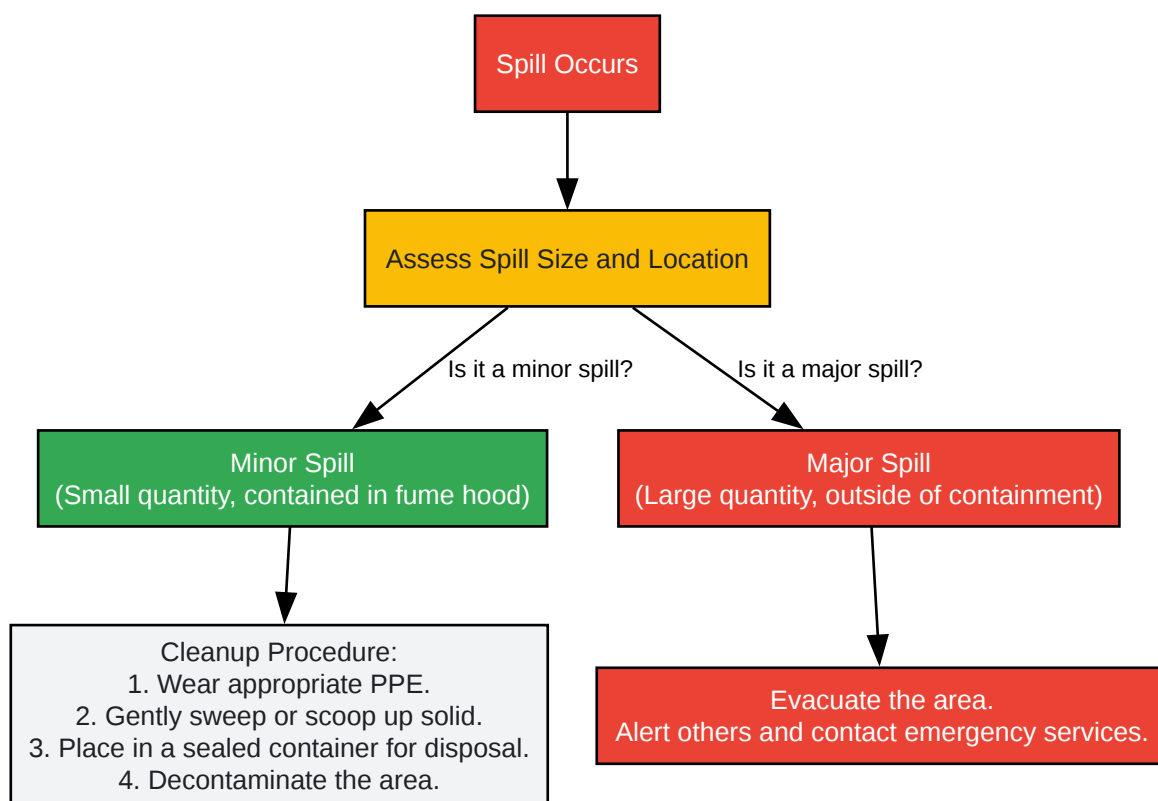 Spill Occurs
Assess Spill Size and Location
Is it a minor spill?
Is it a major spill?
Minor Spill
(Small quantity, contained in fume hood)
Major Spill
(Large quantity, outside of containment)
Cleanup Procedure:
1. Wear appropriate PPE.
2. Gently sweep or scoop up solid.
3. Place in a sealed container for disposal.
4. Decontaminate the area.
Evacuate the area.
Alert others and contact emergency services.